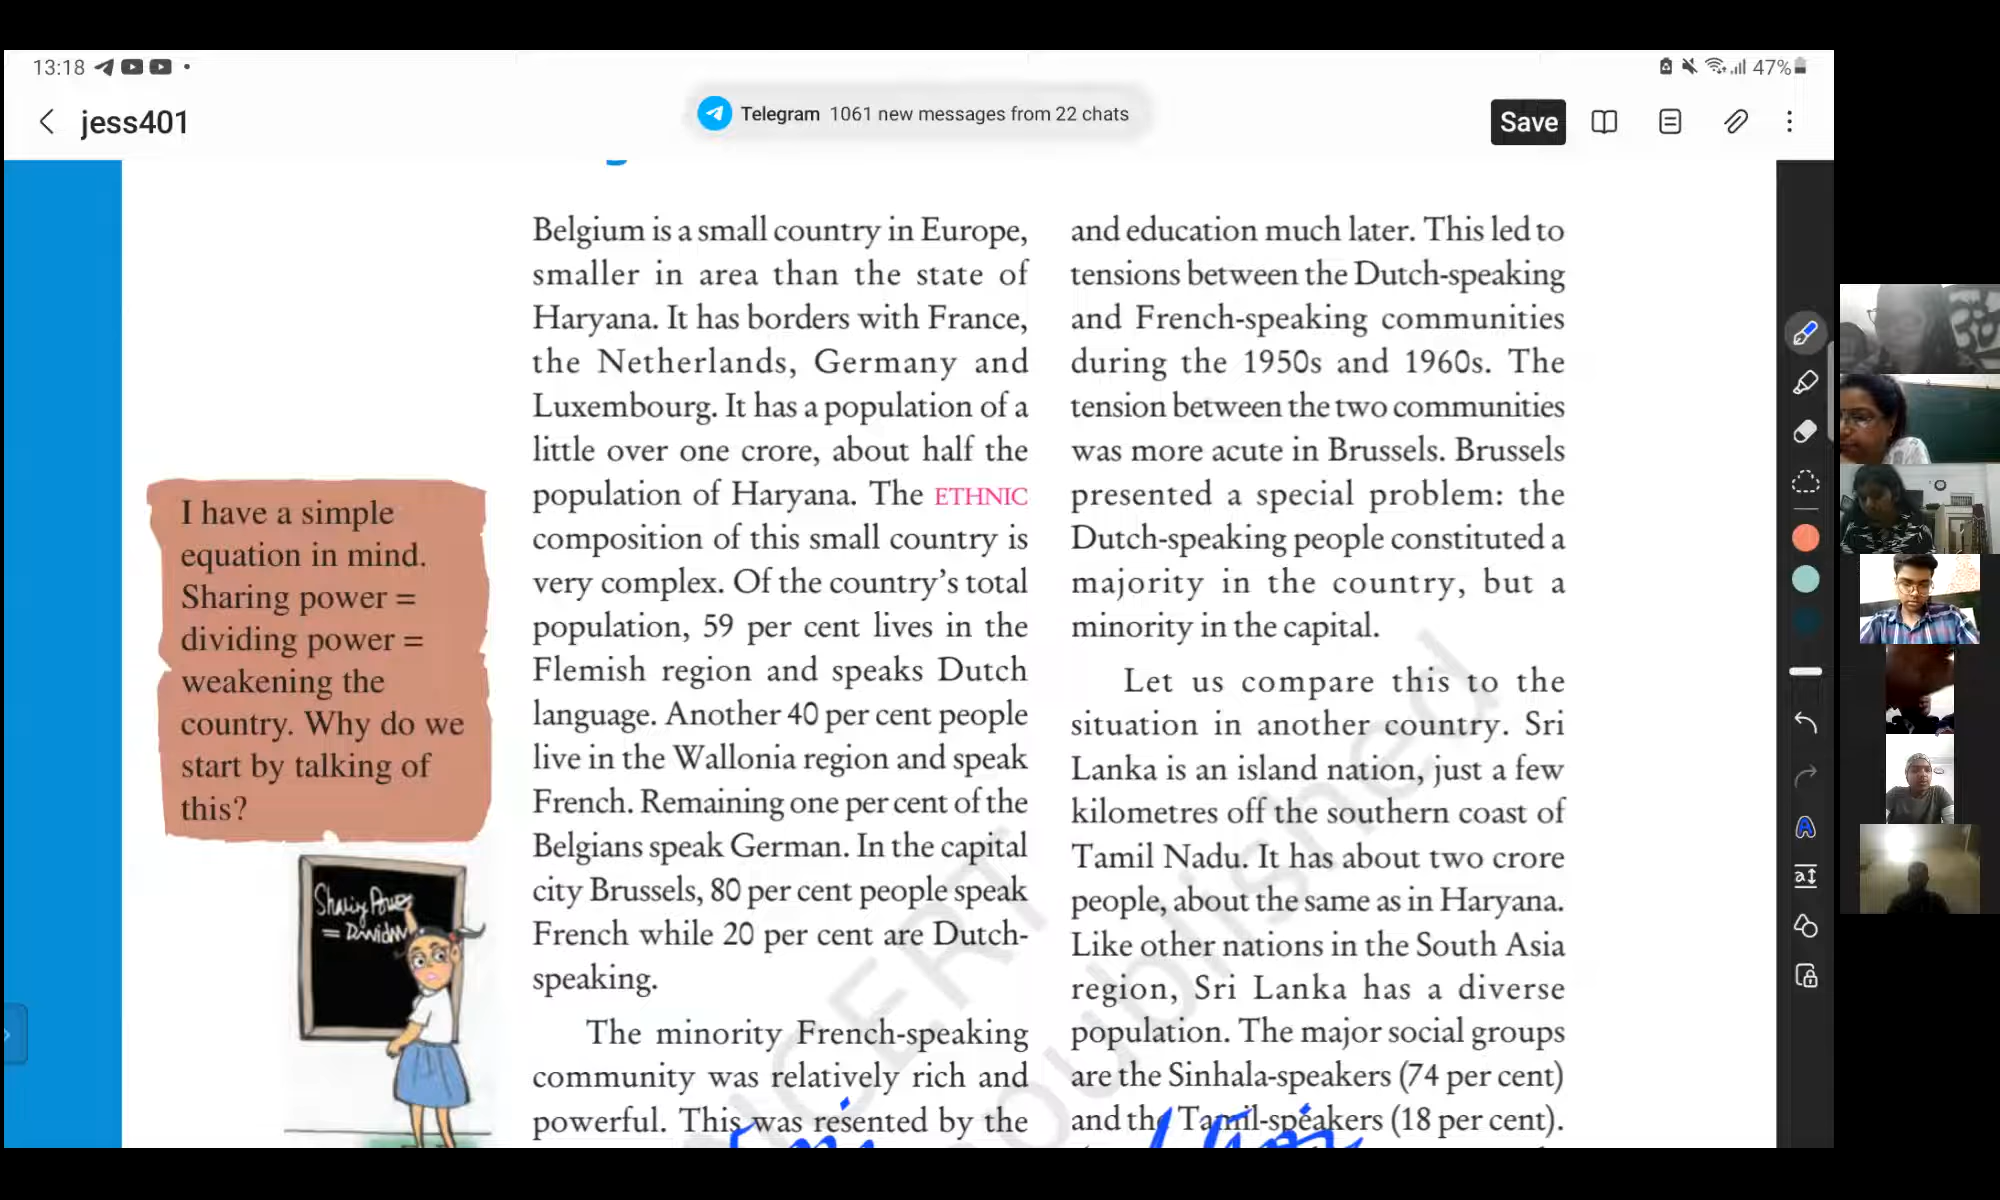 13:18
47%
jess401
Telegram 1061 new messages from 22 chats
Save
Belgium is a small country in Europe,
smaller in area than the state of
Haryana. It has borders with France,
the Netherlands, Germany and
Luxembourg. It has a population of a
little over one crore, about half the
population of Haryana. The ETHNIC
composition of this small country is
very complex. Of the country's total
population, 59 per cent lives in the
Flemish region and speaks Dutch
language. Another 40 per cent people
live in the Wallonia region and speak
French. Remaining one per cent of the
Belgians speak German. In the capital
city Brussels, 80 per cent people speak
French while 20 per cent are Dutch-
speaking.
The minority French-speaking
community was relatively rich and
powerful. This was resented by the
and education much later. This led to
tensions between the Dutch-speaking
and French-speaking communities
during the 1950s and 1960s. The
tension between the two communities
was more acute in Brussels. Brussels
presented a special problem: the
Dutch-speaking people constituted a
majority in the country, but a
minority in the capital.
Let us compare this to the
situation in another country. Sri
Lanka is an island nation, just a few
kilometres off the southern coast of
Tamil Nadu. It has about two crore
people, about the same as in Haryana.
Like other nations in the South Asia
region, Sri Lanka has a diverse
population. The major social groups
are the Sinhala-speakers (74 per cent)
and the Tamil-speakers (18 per cent).
I have a simple
equation in mind.
Sharing power =
dividing power =
weakening the
country. Why do we
start by talking of
this?
Sharing Power
= Dividin
NCERT
republished